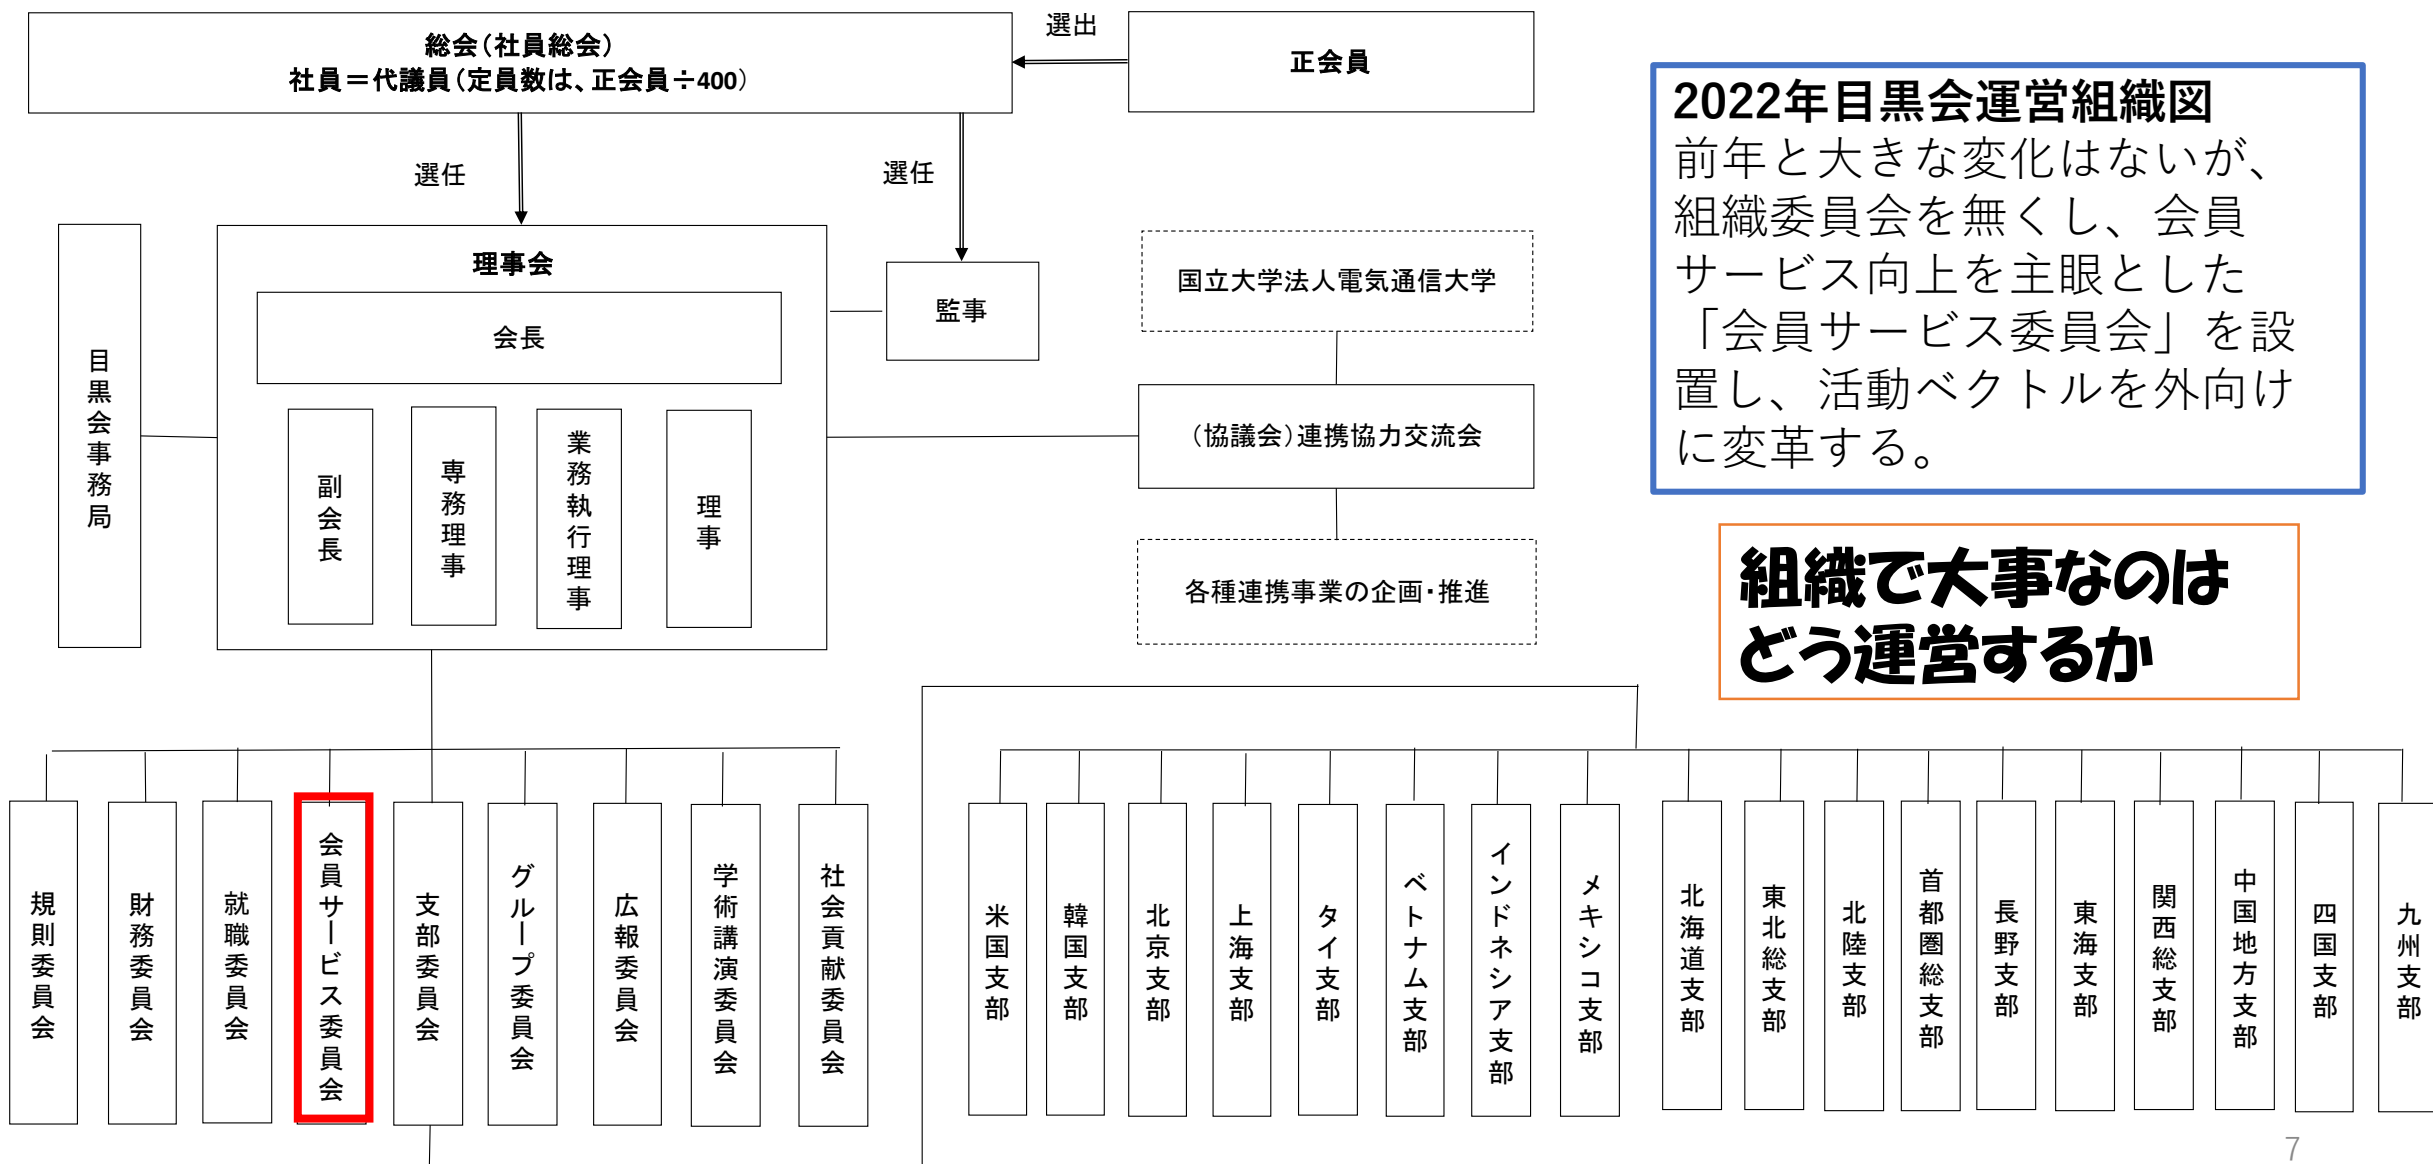 総会（社員総会）
社員＝代議員（定員数は、正会員÷400）
選出
正会員
選任
選任
2022年目黒会運営組織図
前年と大きな変化はないが、
組織委員会を無くし、会員
サービス向上を主眼とした
「会員サービス委員会」を設
置し、活動ベクトルを外向け
に変革する。
目黒会事務局
理事会
会長
副会長
専務理事
業務執行理事
理事
監事
国立大学法人電気通信大学
（協議会）連携協力交流会
各種連携事業の企画・推進
組織で大事なのは
どう運営するか
規則委員会
財務委員会
就職委員会
会員サービス委員会
支部委員会
グループ委員会
広報委員会
学術講演委員会
社会貢献委員会
米国支部
韓国支部
北京支部
上海支部
タイ支部
ベトナム支部
インドネシア支部
メキシコ支部
北海道支部
東北総支部
北陸支部
首都圏総支部
長野支部
東海支部
関西総支部
中国地方支部
四国支部
九州支部
7